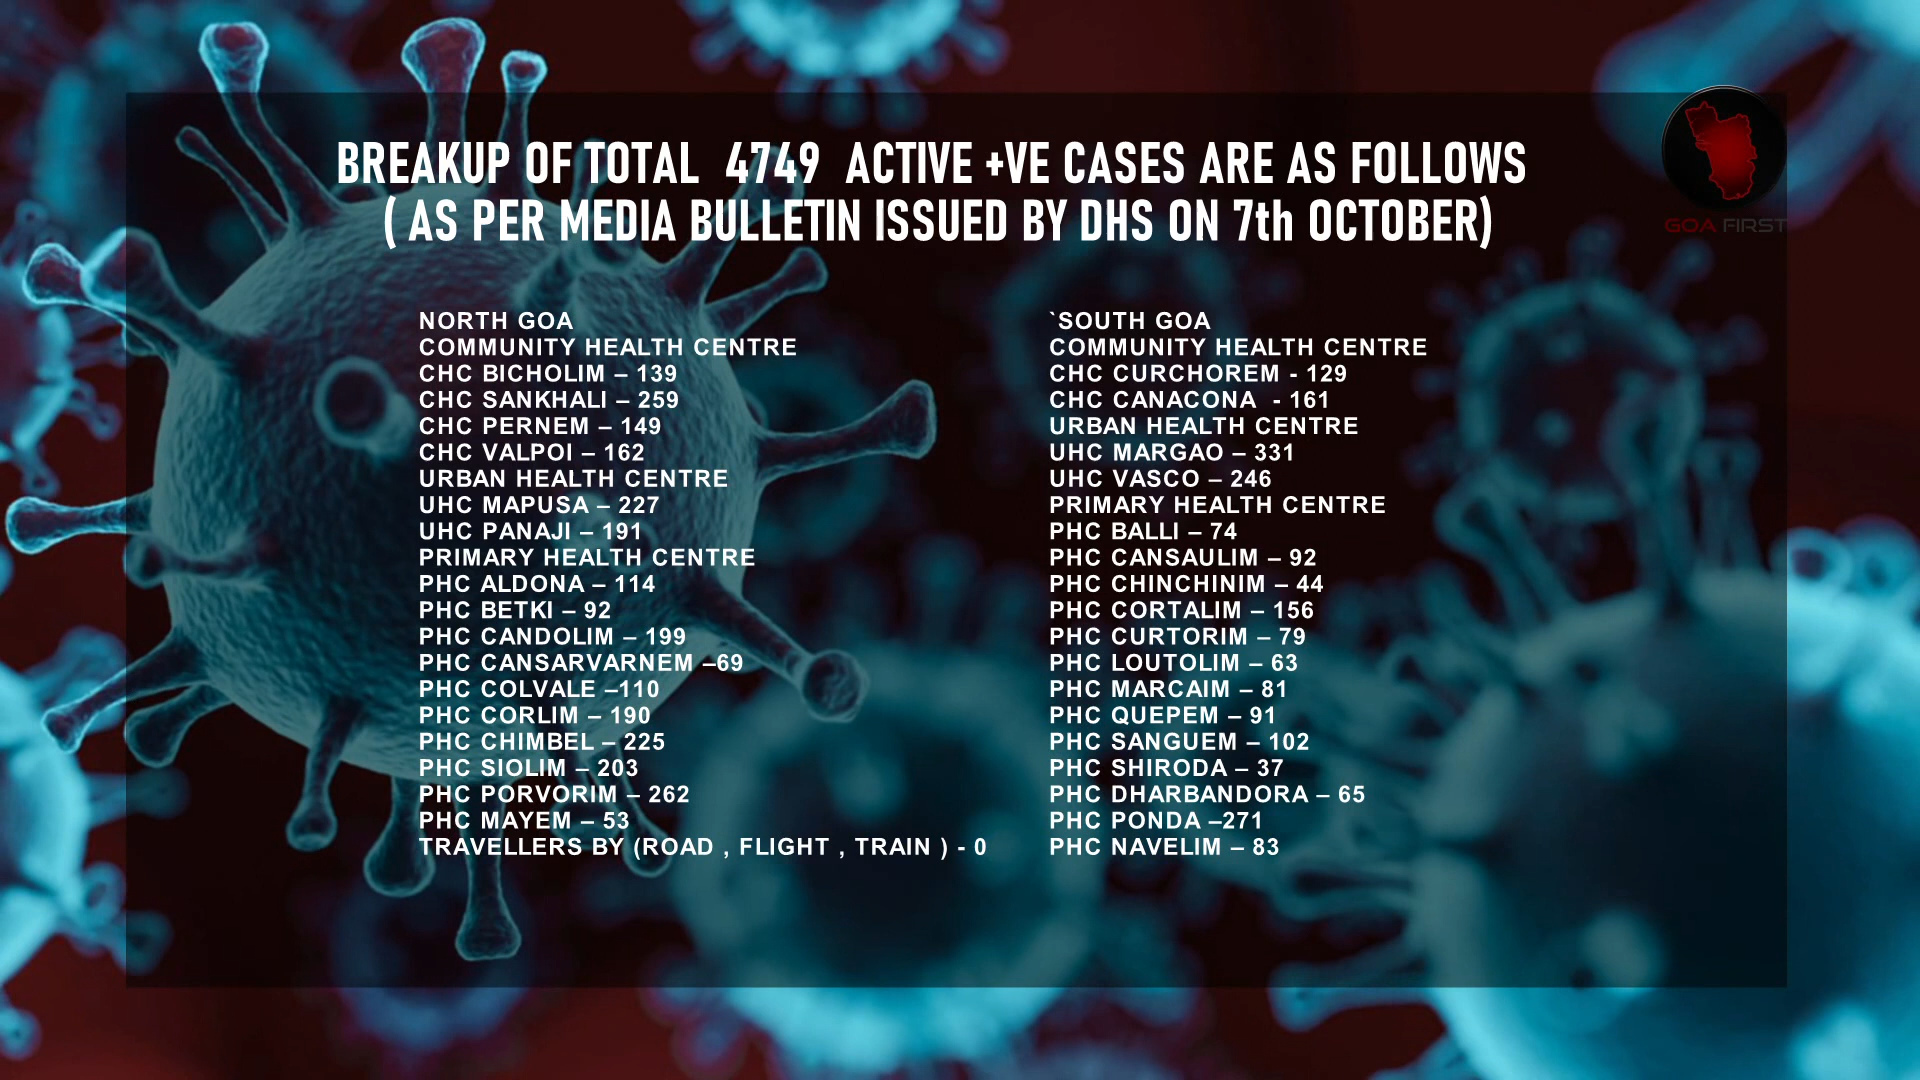 BREAKUP OF TOTAL 4749 ACTIVE +VE CASES ARE AS FOLLOWS
( AS PER MEDIA BULLETIN ISSUED BY DHS ON 7th OCTOBER)
GOA FIRST
NORTH GOA
COMMUNITY HEALTH CENTRE
CHC BICHOLIM – 139
CHC SANKHALI – 259
CHC PERNEM – 149
CHC VALPOI – 162
URBAN HEALTH CENTRE
UHC MAPUSA – 227
UHC PANAJI – 191
PRIMARY HEALTH CENTRE
PHC ALDONA – 114
PHC BETKI – 92
PHC CANDOLIM – 199
PHC CANSARVARNEM –69
PHC COLVALE –110
PHC CORLIM – 190
PHC CHIMBEL – 225
PHC SIOLIM – 203
PHC PORVORIM – 262
PHC MAYEM – 53
TRAVELLERS BY (ROAD , FLIGHT , TRAIN ) - 0
`SOUTH GOA
COMMUNITY HEALTH CENTRE
CHC CURCHOREM - 129
CHC CANACONA  - 161
URBAN HEALTH CENTRE
UHC MARGAO – 331
UHC VASCO – 246
PRIMARY HEALTH CENTRE
PHC BALLI – 74
PHC CANSAULIM – 92
PHC CHINCHINIM – 44
PHC CORTALIM – 156
PHC CURTORIM – 79
PHC LOUTOLIM – 63
PHC MARCAIM – 81
PHC QUEPEM – 91
PHC SANGUEM – 102
PHC SHIRODA – 37
PHC DHARBANDORA – 65
PHC PONDA –271
PHC NAVELIM – 83